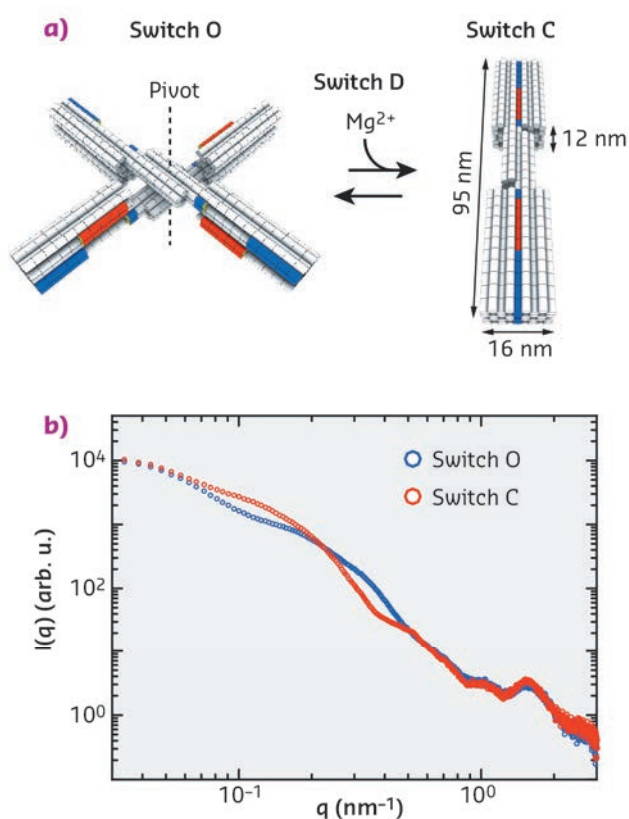 a)
Switch O
Switch C
Pivot
Switch D
Mg²⁺
12 nm
95 nm
16 nm
b)
10⁴
Switch O
Switch C
10²
I(q) (arb. u.)
10⁰
10⁻¹
10⁰
q (nm⁻¹)